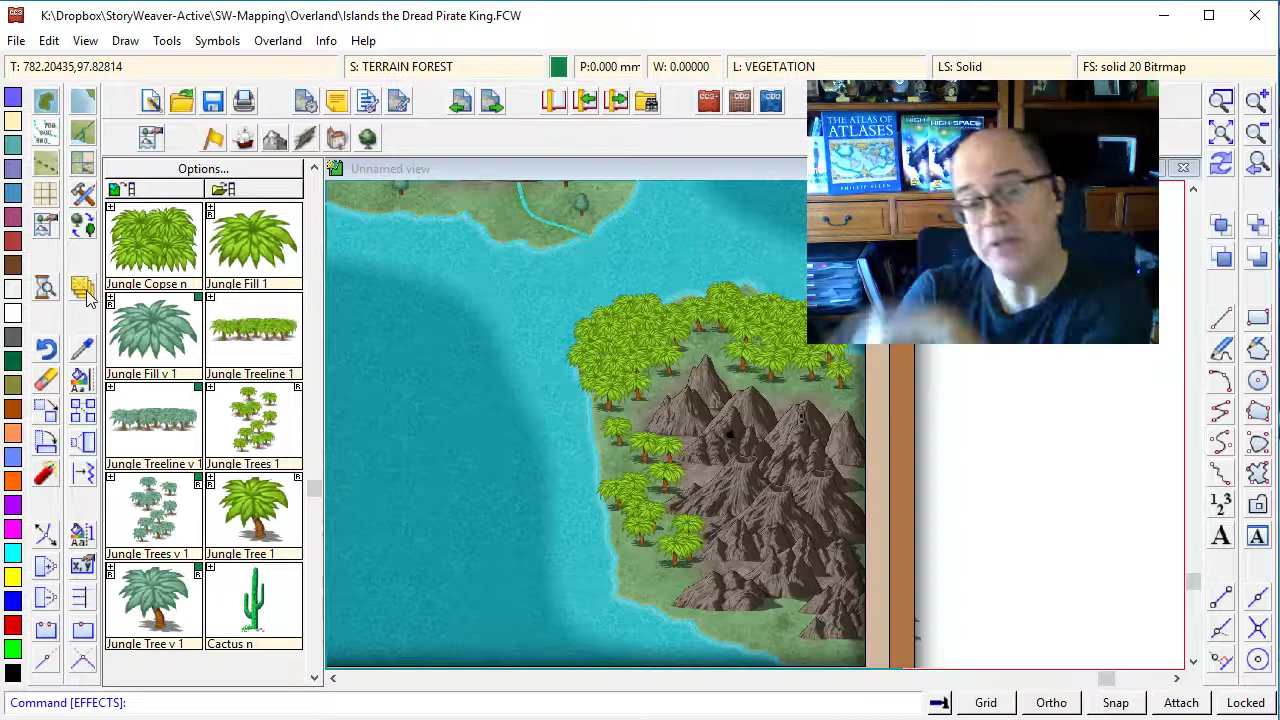 K:\Dropbox\StoryWeaver-Active\SW-Mapping\Overland\Islands the Dread Pirate King.FCW
File Edit View Draw Tools Symbols Overland Info Help
T: 782.20435,97.82814 S: TERRAIN FOREST P:0.000 mm W: 0.00000 L: VEGETATION LS: Solid FS: solid 20 Bitrmap
Options...
Unnamed view
Jungle Copse n Jungle Fill 1
Jungle Fill v 1 Jungle Treeline 1
Jungle Treeline v 1 Jungle Trees 1
Jungle Trees v 1 Jungle Tree 1
Jungle Tree v 1 Cactus n
THE ATLAS OF
ATLASES
PHILLIP ALLEN
HIGH-SPACE
Command [EFFECTS]:
Grid Ortho Snap Attach Locked